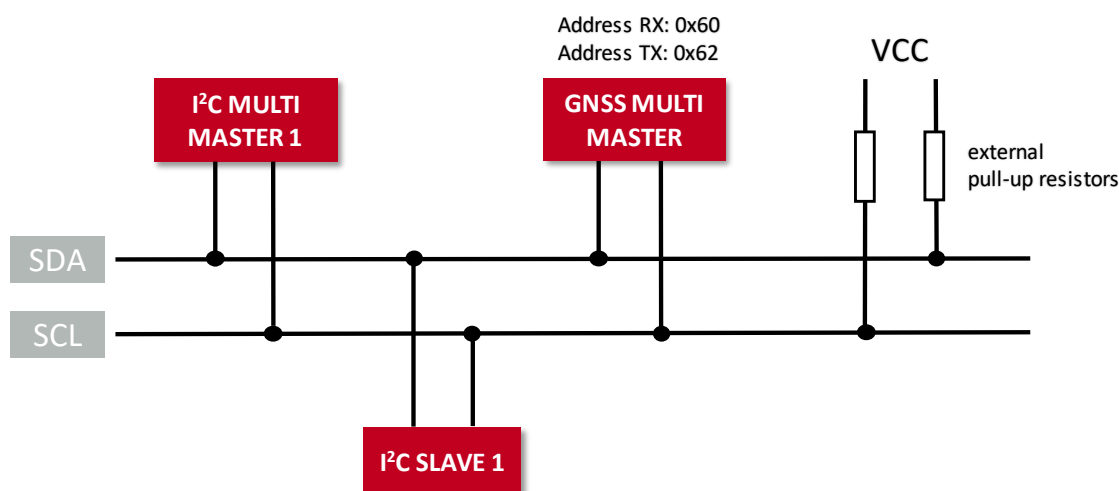 Address RX: 0x60
Address TX: 0x62
VCC
I²C MULTI
MASTER 1
GNSS MULTI
MASTER
external
pull-up resistors
SDA
SCL
I²C SLAVE 1